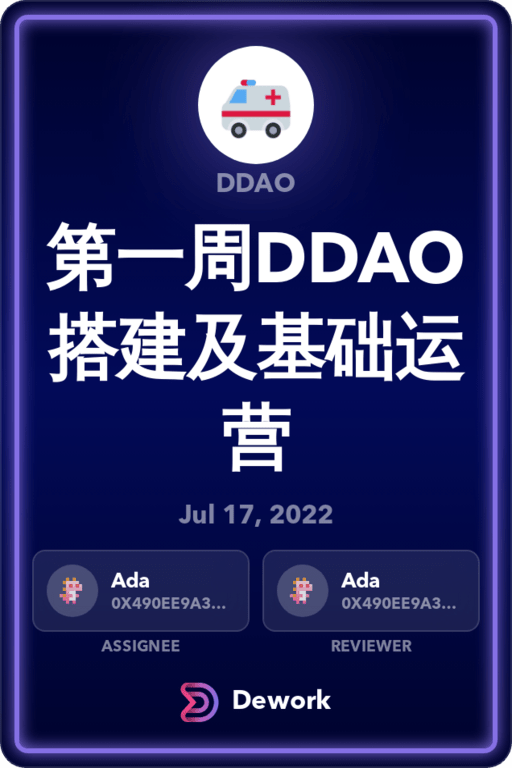 DDAO
第一周DDAO
搭建及基础运
营
Jul 17, 2022
Ada
0X490EE9A3...
ASSIGNEE
Ada
0X490EE9A3...
REVIEWER
Dework